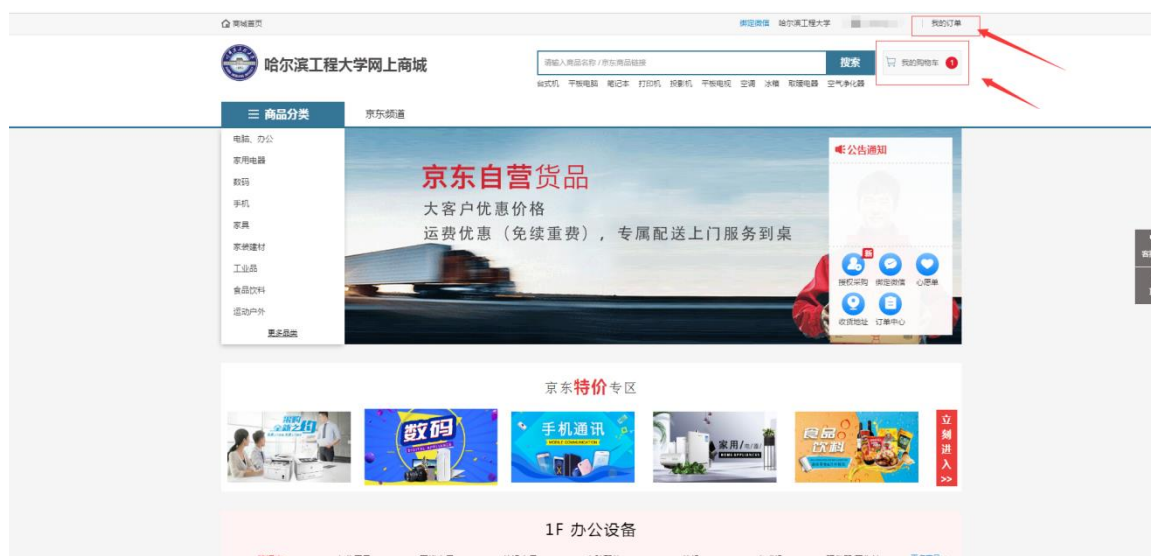 商城首页
绑定微信 哈尔滨工程大学 我的订单
哈尔滨工程大学网上商城
请输入商品名称/京东商品链接 搜索 我的购物车 1
台式机 平板电脑 笔记本 打印机 投影机 平板电视 空调 冰箱 取暖电器 空气净化器
商品分类 京东频道
电脑、办公
家用电器
数码
手机
家具
家装建材
工业品
食品饮料
运动户外
更多品类
京东自营货品
大客户优惠价格
运费优惠（免续重费），专属配送上门服务到桌
公告通知
新
授权采购 绑定微信 心愿单
收货地址 订单中心
京东特价专区
数码
手机通讯
家用/
食品
饮料
立刻进入>>
1F 办公设备